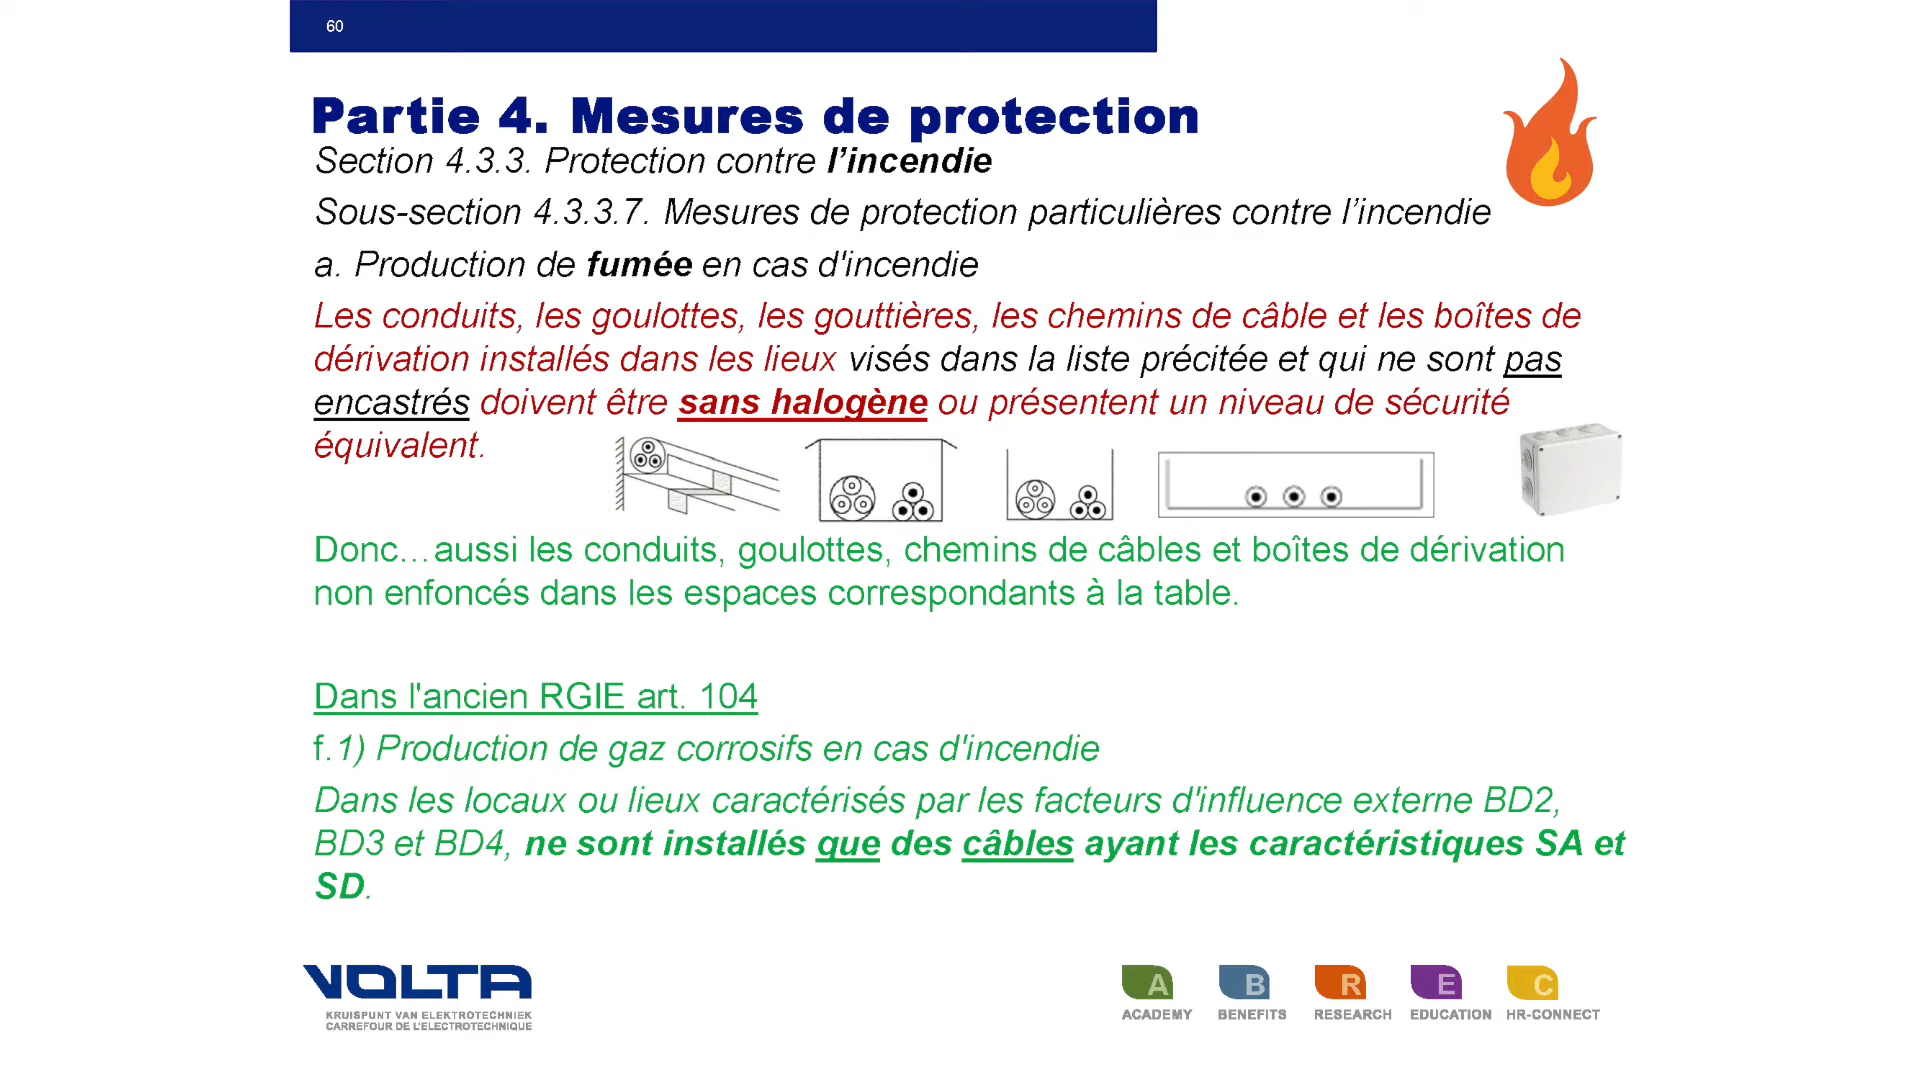 60
Partie 4. Mesures de protection
Section 4.3.3. Protection contre l’incendie
Sous-section 4.3.3.7. Mesures de protection particulières contre l’incendie
a. Production de fumée en cas d'incendie
Les conduits, les goulottes, les gouttières, les chemins de câble et les boîtes de
dérivation installés dans les lieux visés dans la liste précitée et qui ne sont pas
encastrés doivent être sans halogène ou présentent un niveau de sécurité
équivalent.
Donc…aussi les conduits, goulottes, chemins de câbles et boîtes de dérivation
non enfoncés dans les espaces correspondants à la table.
Dans l'ancien RGIE art. 104
f.1) Production de gaz corrosifs en cas d'incendie
Dans les locaux ou lieux caractérisés par les facteurs d'influence externe BD2,
BD3 et BD4, ne sont installés que des câbles ayant les caractéristiques SA et
SD.
VOLTA
KRUISPUNT VAN ELEKTROTECHNIEK
CARREFOUR DE L'ELECTROTECHNIQUE
A B R E C
ACADEMY BENEFITS RESEARCH EDUCATION HR-CONNECT